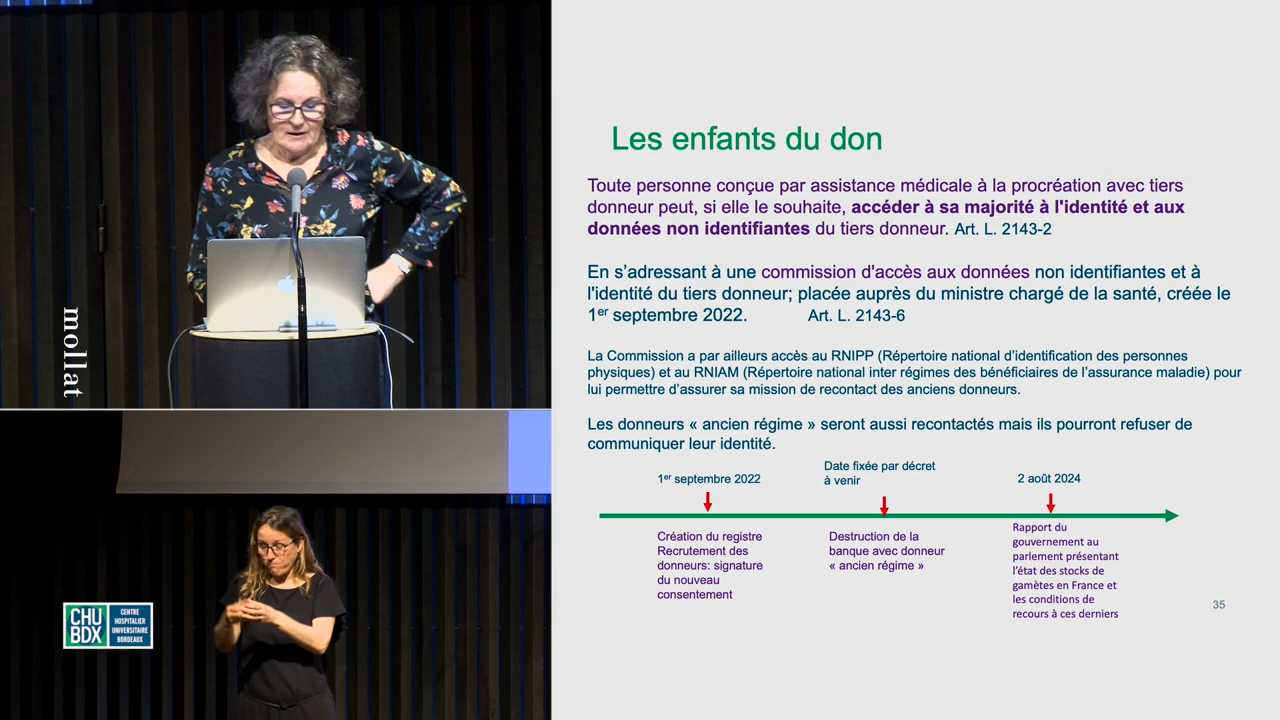 mollat
CHU
BDX
CENTRE
HOSPITALIER
UNIVERSITAIRE
BORDEAUX
Les enfants du don
Toute personne conçue par assistance médicale à la procréation avec tiers
donneur peut, si elle le souhaite, accéder à sa majorité à l'identité et aux
données non identifiantes du tiers donneur. Art. L. 2143-2
En s’adressant à une commission d'accès aux données non identifiantes et à
l'identité du tiers donneur; placée auprès du ministre chargé de la santé, créée le
1er septembre 2022. Art. L. 2143-6
La Commission a par ailleurs accès au RNIPP (Répertoire national d’identification des personnes
physiques) et au RNIAM (Répertoire national inter régimes des bénéficiaires de l’assurance maladie) pour
lui permettre d’assurer sa mission de recontact des anciens donneurs.
Les donneurs « ancien régime » seront aussi recontactés mais ils pourront refuser de
communiquer leur identité.
1er septembre 2022
Date fixée par décret
à venir
2 août 2024
Création du registre
Recrutement des
donneurs: signature
du nouveau
consentement
Destruction de la
banque avec donneur
« ancien régime »
Rapport du
gouvernement au
parlement présentant
l’état des stocks de
gamètes en France et
les conditions de
recours à ces derniers
35